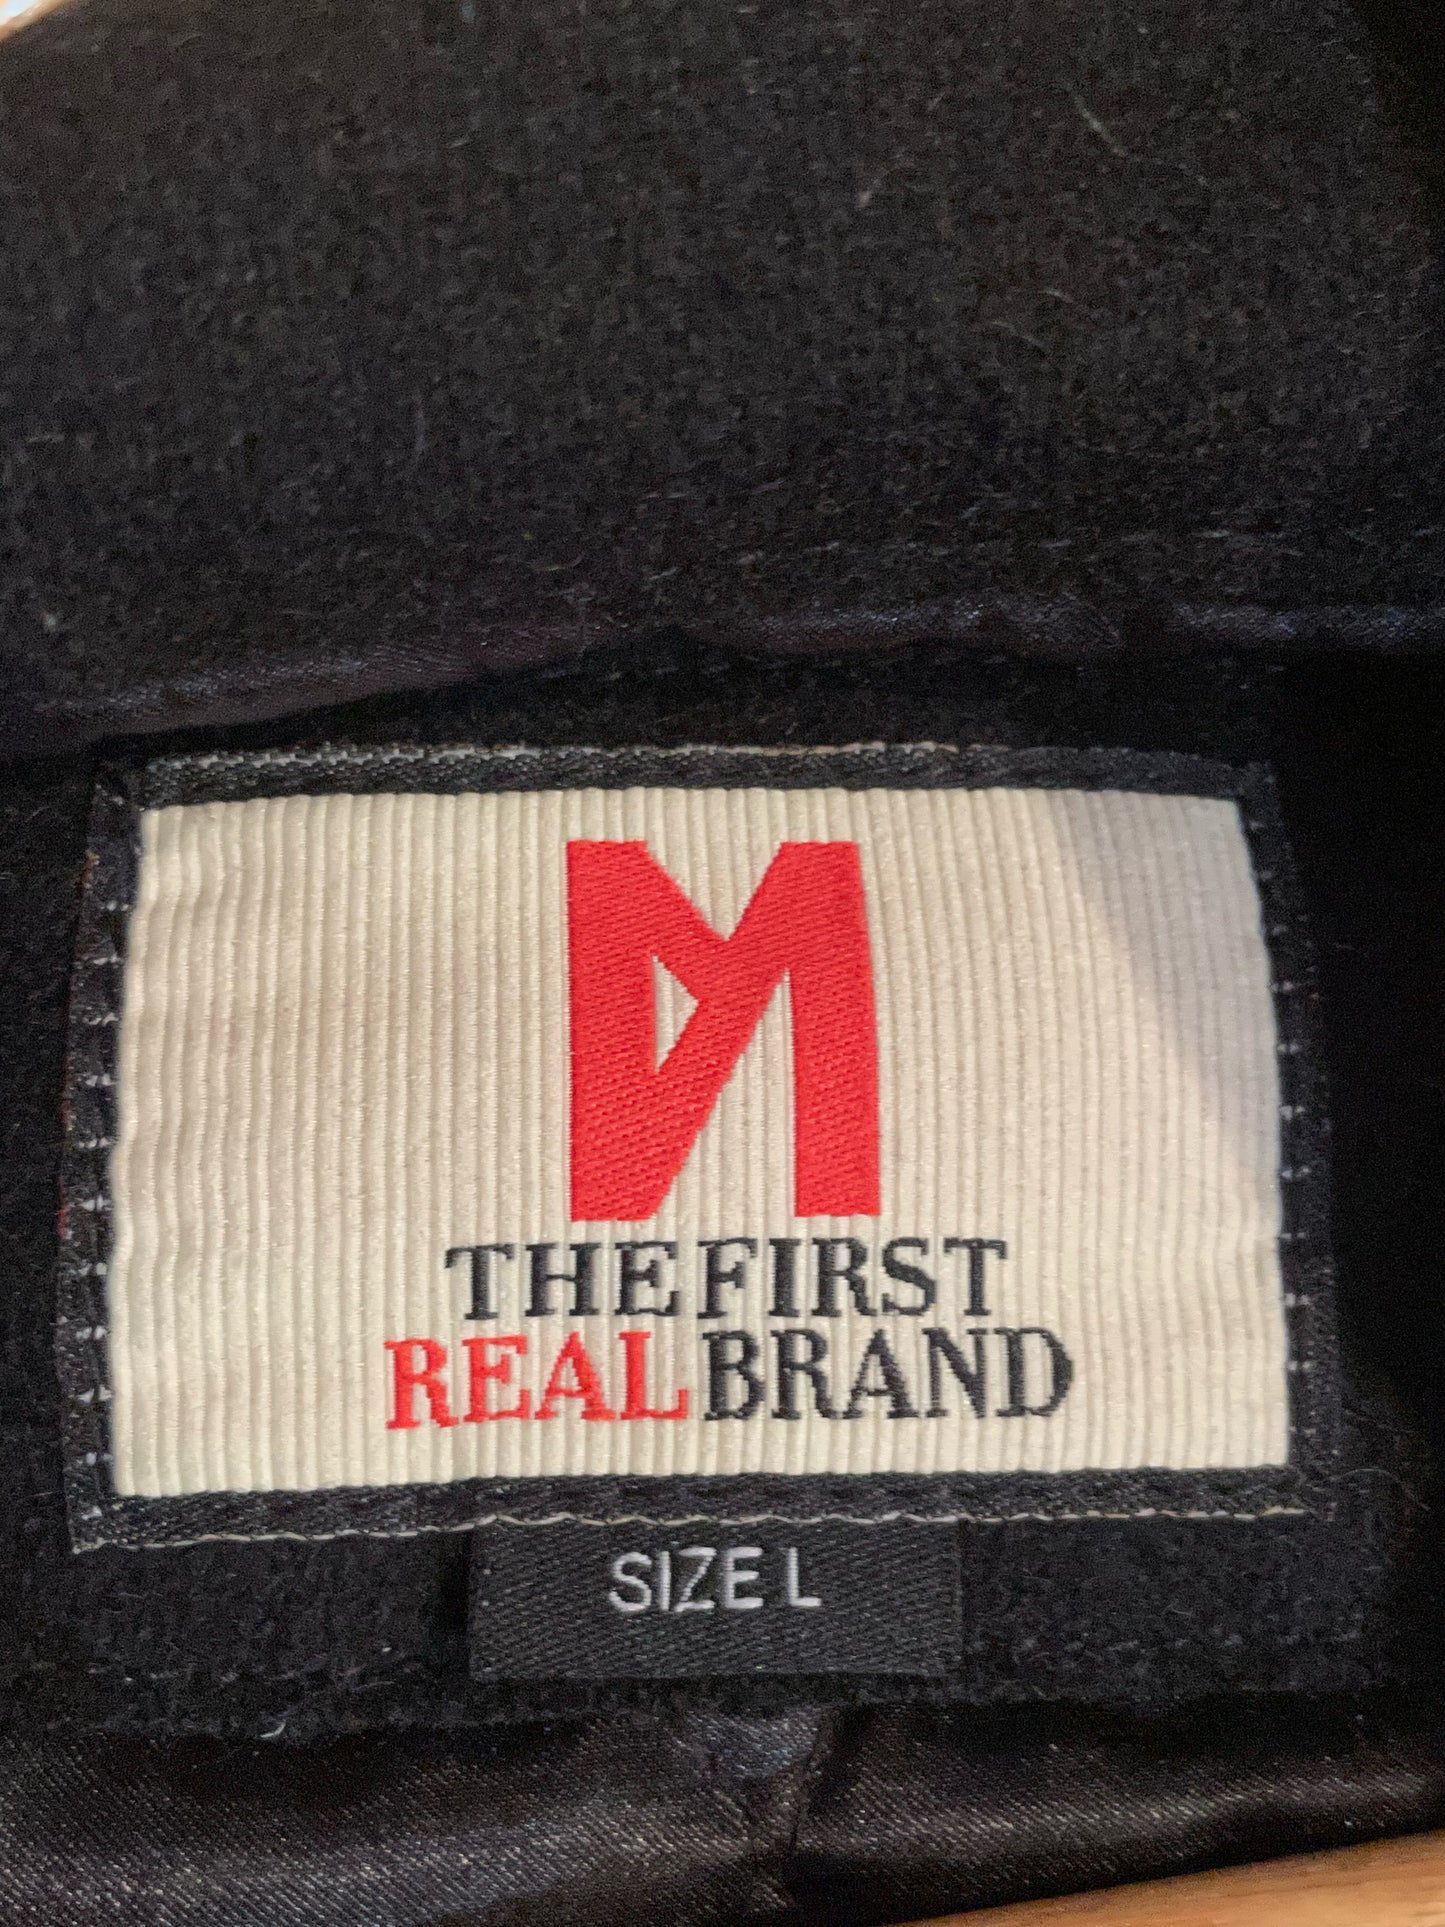 THE FIRST
REAL BRAND
SIZE L